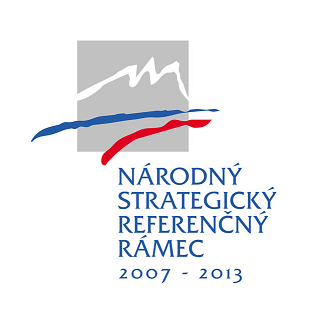 NÁRODNÝ
STRATEGICKÝ
REFERENČNÝ
RÁMEC
2007 - 2013